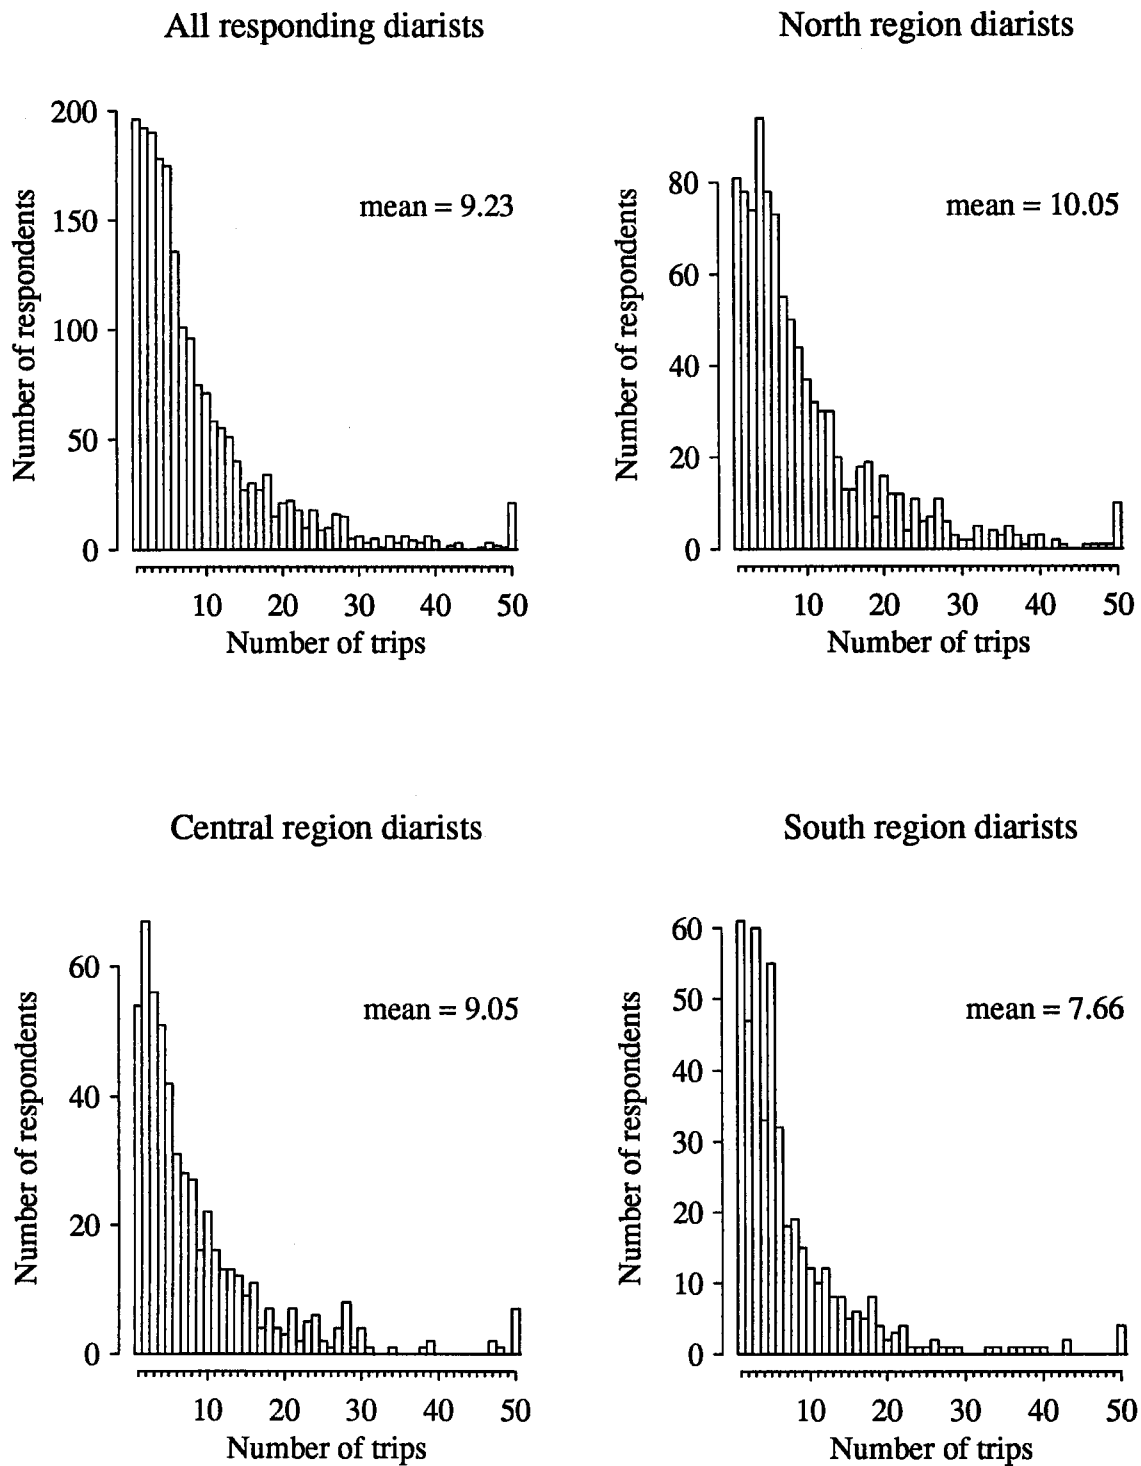 All responding diarists
Number of respondents
200
150
100
50
0
mean = 9.23
10 20 30 40 50
Number of trips
North region diarists
Number of respondents
80
60
40
20
0
mean = 10.05
10 20 30 40 50
Number of trips
Central region diarists
Number of respondents
60
40
20
0
mean = 9.05
10 20 30 40 50
Number of trips
South region diarists
Number of respondents
60
50
40
30
20
10
0
mean = 7.66
10 20 30 40 50
Number of trips